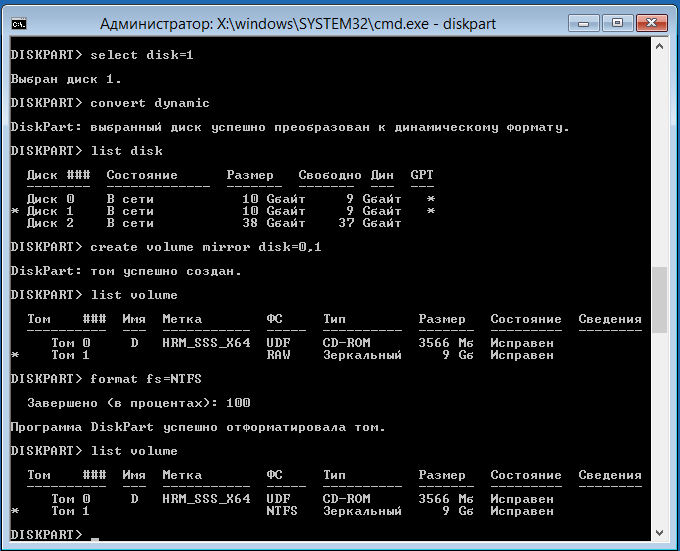 Администратор: X:\windows\SYSTEM32\cmd.exe - diskpart
DISKPART> select disk=1
Выбран диск 1.
DISKPART> convert dynamic
DiskPart: выбранный диск успешно преобразован к динамическому формату.
DISKPART> list disk
Диск ### Состояние Размер Свободно Дин GPT
-------- ------------- ------- ------- --- ---
Диск 0 В сети 10 Gбайт 9 Gбайт *
* Диск 1 В сети 10 Gбайт 9 Gбайт *
Диск 2 В сети 38 Gбайт 37 Gбайт
DISKPART> create volume mirror disk=0,1
DiskPart: том успешно создан.
DISKPART> list volume
Том ### Имя Метка ФС Тип Размер Состояние Сведения
---------- --- ----------- ----- ---------- ------- --------- --------
Том 0 D HRM_SSS_X64 UDF CD-ROM 3566 Mб Исправен
* Том 1 RAW Зеркальный 9 Gб Исправен
DISKPART> format fs=NTFS
Завершено (в процентах): 100
Программа DiskPart успешно отформатировала том.
DISKPART> list volume
Том ### Имя Метка ФС Тип Размер Состояние Сведения
---------- --- ----------- ----- ---------- ------- --------- --------
Том 0 D HRM_SSS_X64 UDF CD-ROM 3566 Mб Исправен
* Том 1 NTFS Зеркальный 9 Gб Исправен
DISKPART> _